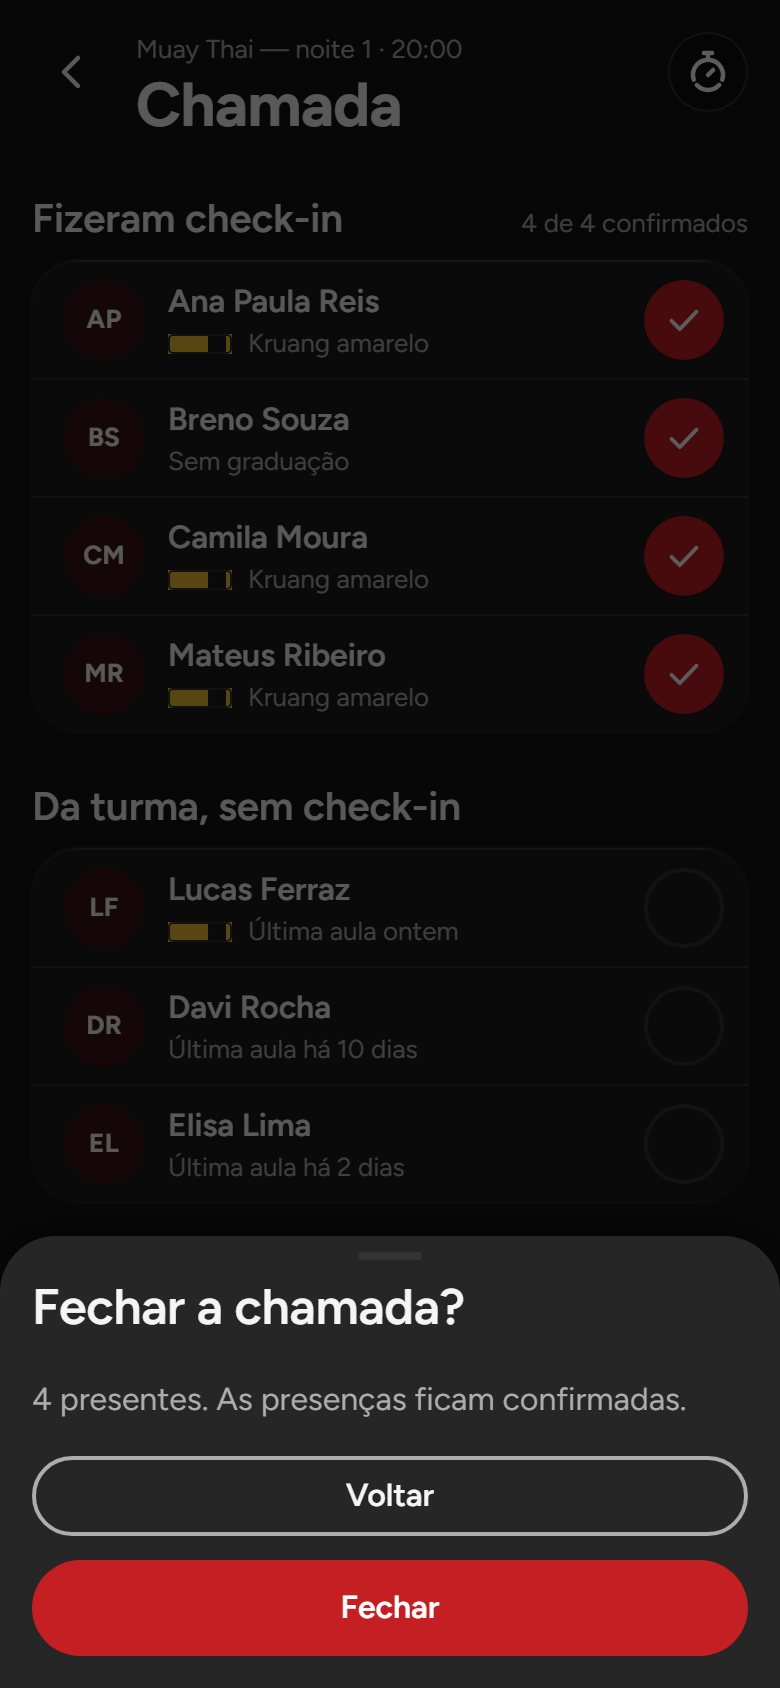 Muay Thai — noite 1 · 20:00
Chamada
Fizeram check-in
4 de 4 confirmados
AP
Ana Paula Reis
Kruang amarelo
BS
Breno Souza
Sem graduação
CM
Camila Moura
Kruang amarelo
MR
Mateus Ribeiro
Kruang amarelo
Da turma, sem check-in
LF
Lucas Ferraz
Última aula ontem
DR
Davi Rocha
Última aula há 10 dias
EL
Elisa Lima
Última aula há 2 dias
Fechar a chamada?
4 presentes. As presenças ficam confirmadas.
Voltar
Fechar